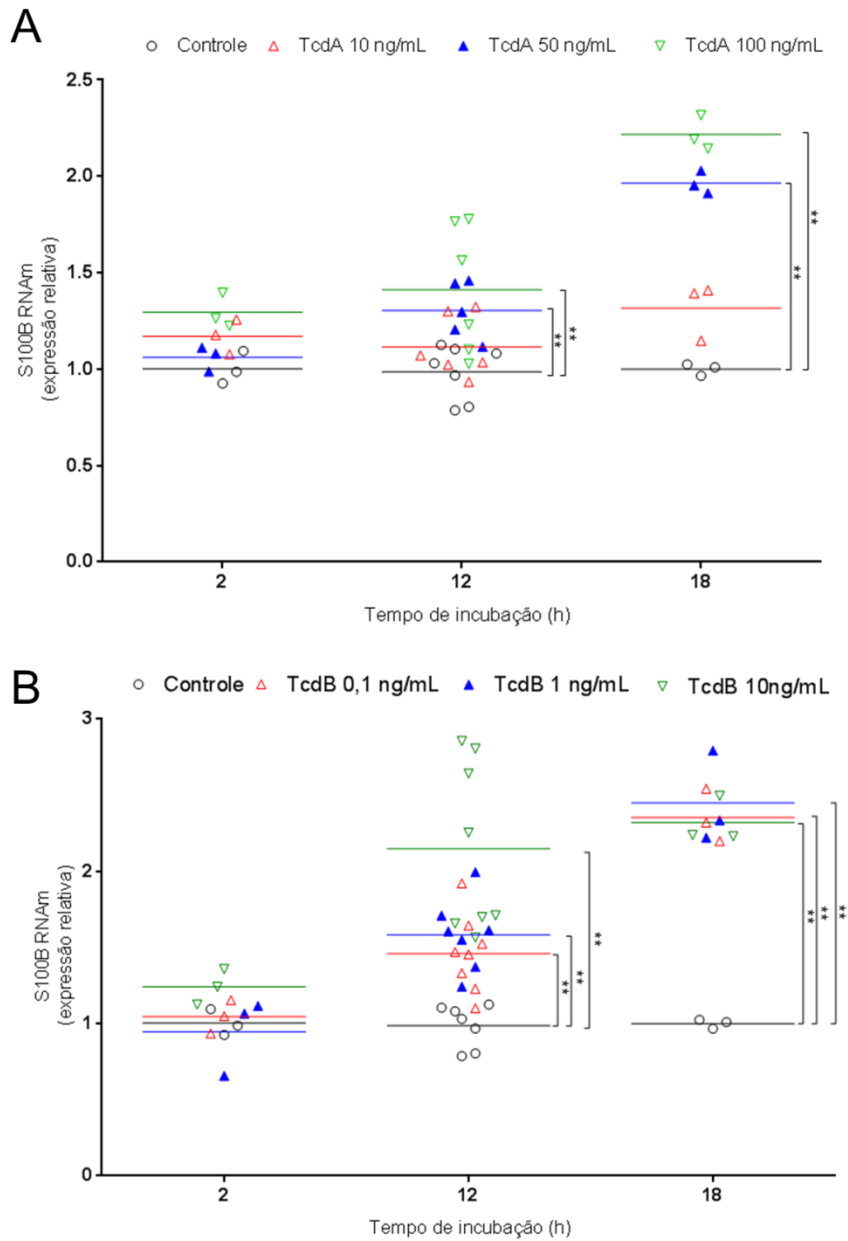 A
Controle TcdA 10 ng/mL TcdA 50 ng/mL TcdA 100 ng/mL
2.5
2.0
1.5
1.0
0.5
0.0
S100B RNAm
(expressão relativa)
** ** ** **
2 12 18
Tempo de incubação (h)
B
Controle TcdB 0,1 ng/mL TcdB 1 ng/mL TcdB 10ng/mL
3
2
1
0
S100B RNAm
(expressão relativa)
** ** ** ** ** **
2 12 18
Tempo de incubação (h)